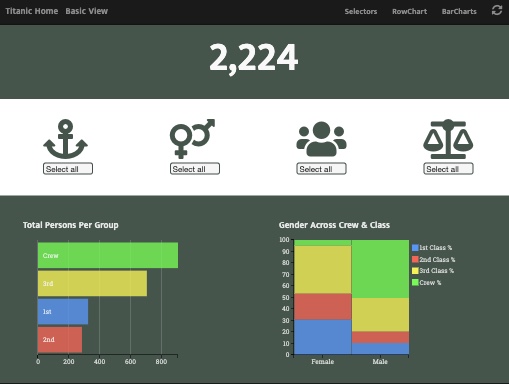 Titanic Home Basic View Selectors RowChart BarCharts
2,224
Select all Select all Select all Select all
Total Persons Per Group
Crew
3rd
1st
2nd
0 200 400 600 800
Gender Across Crew & Class
100
90
80
70
60
50
40
30
20
10
0
Female Male
1st Class %
2nd Class %
3rd Class %
Crew %